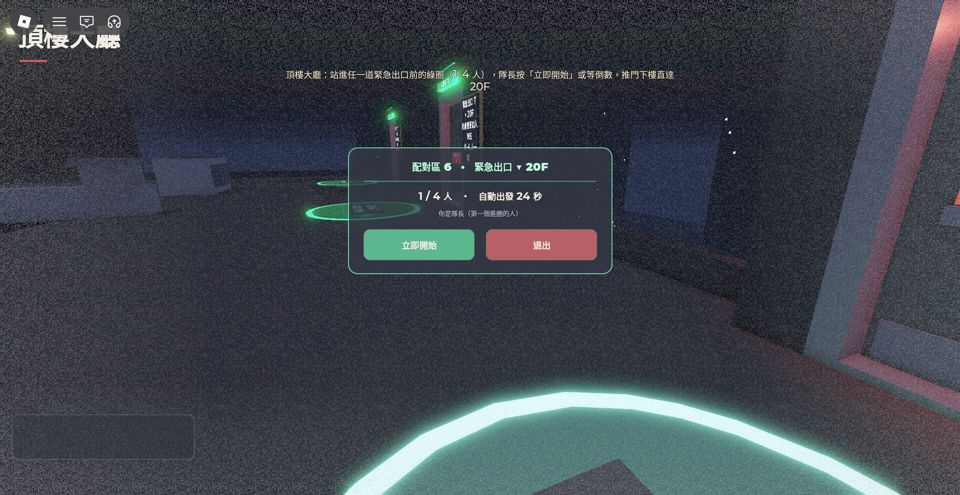 頂樓大廳
頂樓大廳：站進任一道緊急出口前的綠圈（1-4 人），隊長按「立即開始」或等倒數，推門下樓直達
20F
配對區 6 • 緊急出口 ▼ 20F
1 / 4 人 • 自動出發 24 秒
你是隊長（第一個進圈的人）
立即開始
退出